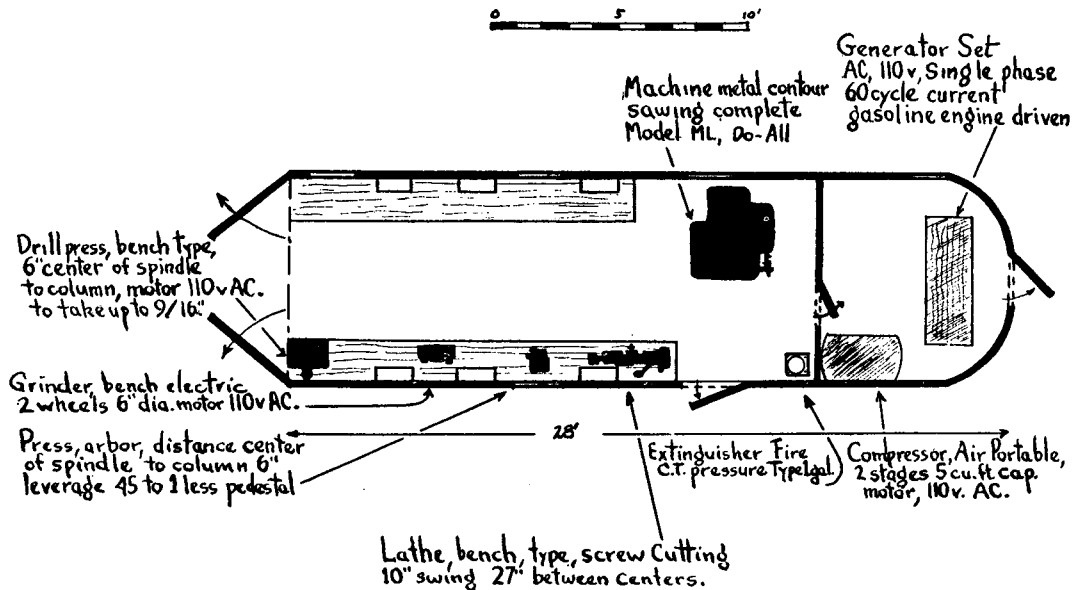 0 5 10'
Generator Set
AC, 110v, Single phase
60 cycle current
gasoline engine driven
Machine metal contour
sawing complete
Model ML, Do-All
Drill press, bench type,
6" center of spindle
to column, motor 110v AC.
to take up to 9/16"
Grinder, bench electric
2 wheels 6" dia. motor 110v AC.
Press, arbor, distance center
of spindle to column 6"
leverage 45 to 1 less pedestal
28'
Extinguisher Fire
C.T. pressure Type 1 gal.
Compressor, Air Portable,
2 stages 5 cu. ft. cap.
motor, 110v. AC.
Lathe, bench, type, screw Cutting
10" swing 27" between centers.